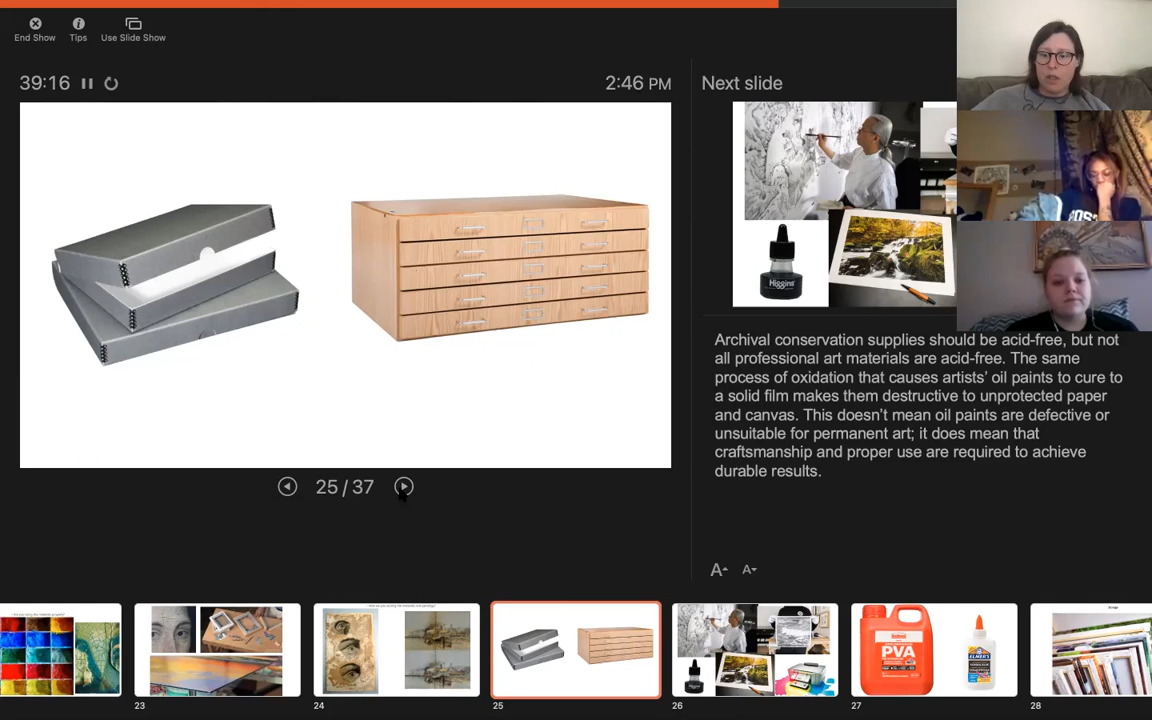 End Show
Tips
Use Slide Show
39:16
2:46 PM
Next slide
Higgins
Archival conservation supplies should be acid-free, but not
all professional art materials are acid-free. The same
process of oxidation that causes artists' oil paints to cure to
a solid film makes them destructive to unprotected paper
and canvas. This doesn't mean oil paints are defective or
unsuitable for permanent art; it does mean that
craftsmanship and proper use are required to achieve
durable results.
25 / 37
A
A
PVA
ELMER'S
23
24
25
26
27
28